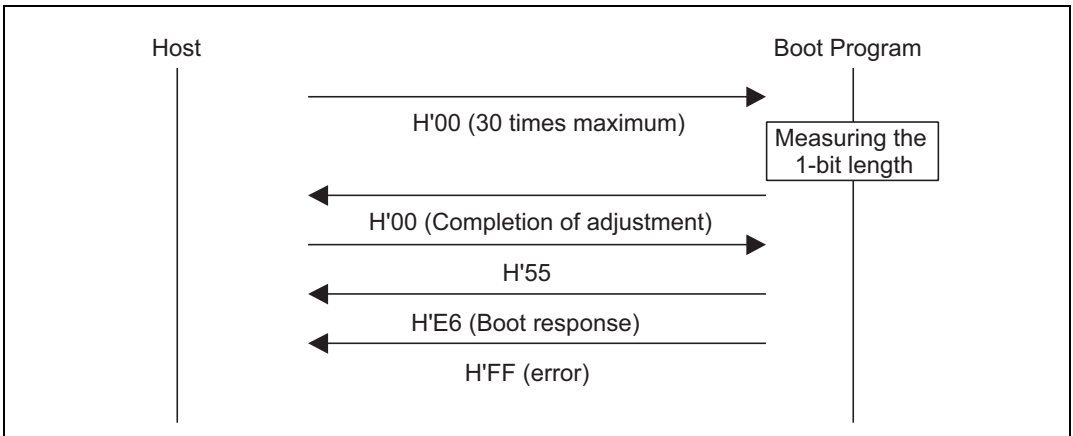 Host
Boot Program
H'00 (30 times maximum)
Measuring the
1-bit length
H'00 (Completion of adjustment)
H'55
H'E6 (Boot response)
H'FF (error)